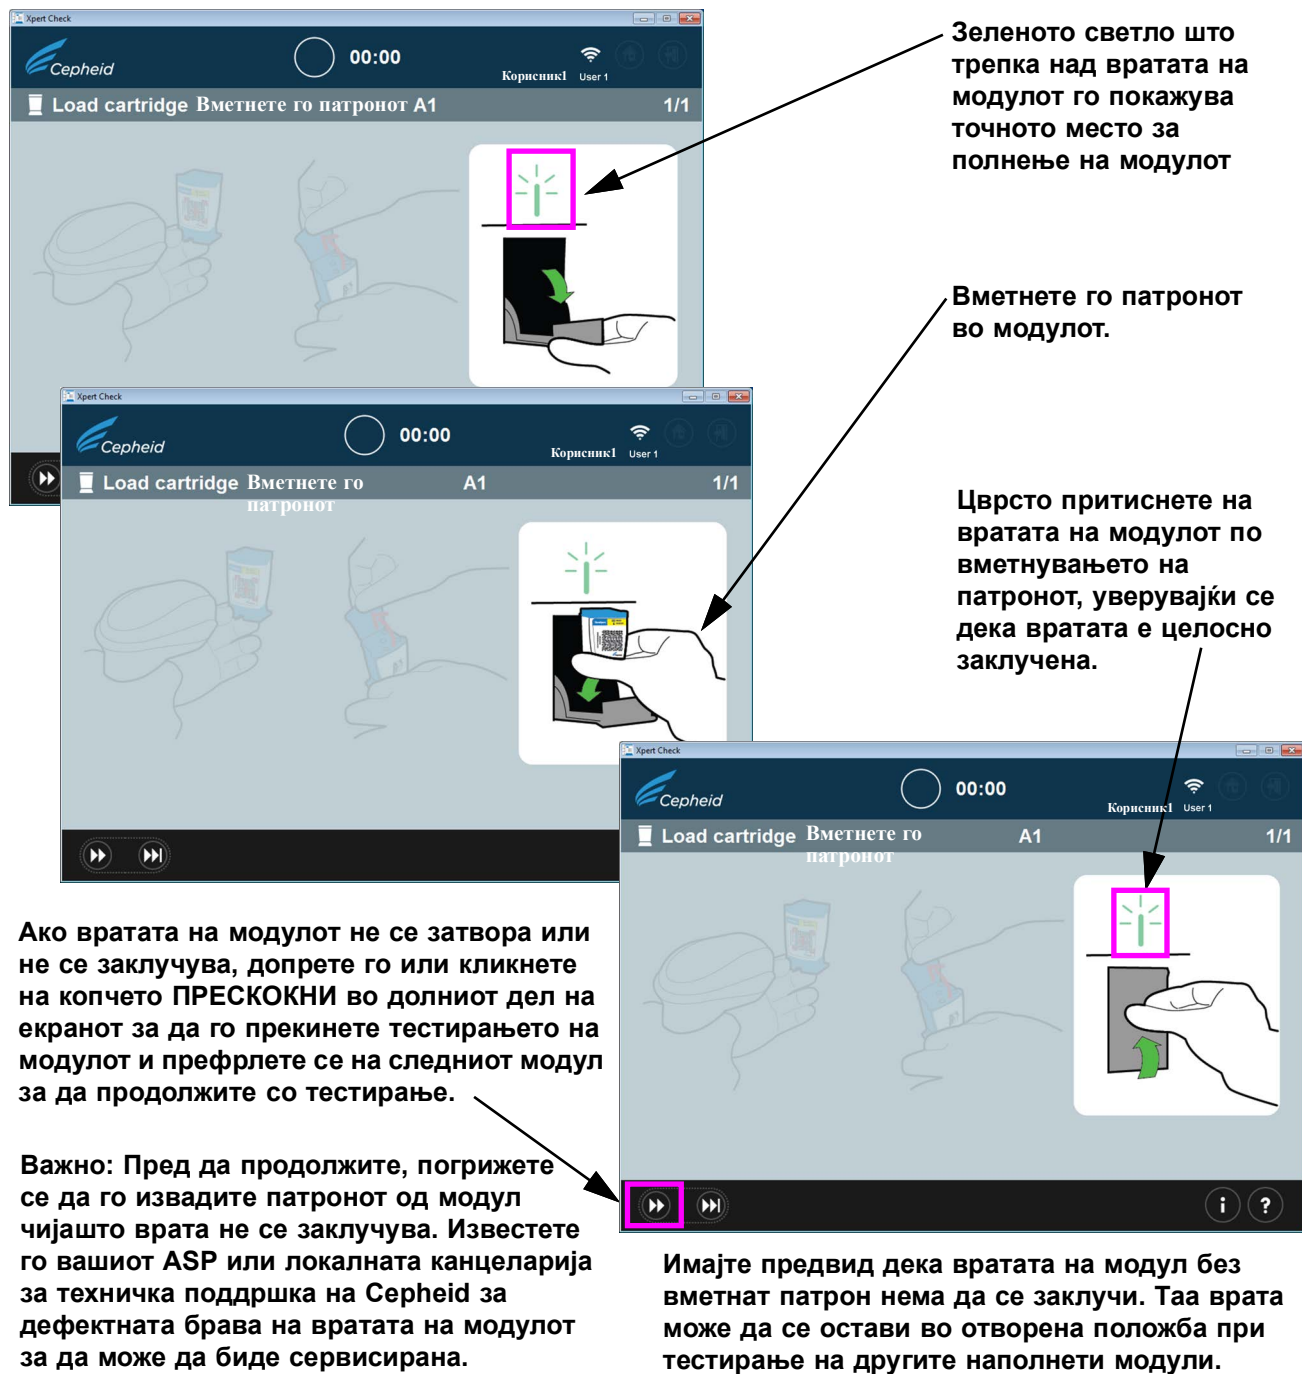 Xpert Check
Cepheid
00:00
Корисник1 User 1
Load cartridge Вметнете го патронот A1 1/1
Зеленото светло што
трепка над вратата на
модулот го покажува
точното место за
полнење на модулот
Вметнете го патронот
во модулот.
Xpert Check
Cepheid
00:00
Корисник1 User 1
Load cartridge Вметнете го
патронот
A1 1/1
Цврсто притиснете на
вратата на модулот по
вметнувањето на
патронот, уверувајќи се
дека вратата е целосно
заклучена.
Xpert Check
Cepheid
00:00
Корисник1 User 1
Load cartridge Вметнете го
патронот
A1 1/1
i ?
Ако вратата на модулот не се затвора или
не се заклучува, допрете го или кликнете
на копчето ПРЕСКОКНИ во долниот дел на
екранот за да го прекинете тестирањето на
модулот и префрлете се на следниот модул
за да продолжите со тестирање.
Важно: Пред да продолжите, погрижете
се да го извадите патронот од модул
чијашто врата не се заклучува. Известете
го вашиот ASP или локалната канцеларија
за техничка поддршка на Cepheid за
дефектната брава на вратата на модулот
за да може да биде сервисирана.
Имајте предвид дека вратата на модул без
вметнат патрон нема да се заклучи. Таа врата
може да се остави во отворена положба при
тестирање на другите наполнети модули.